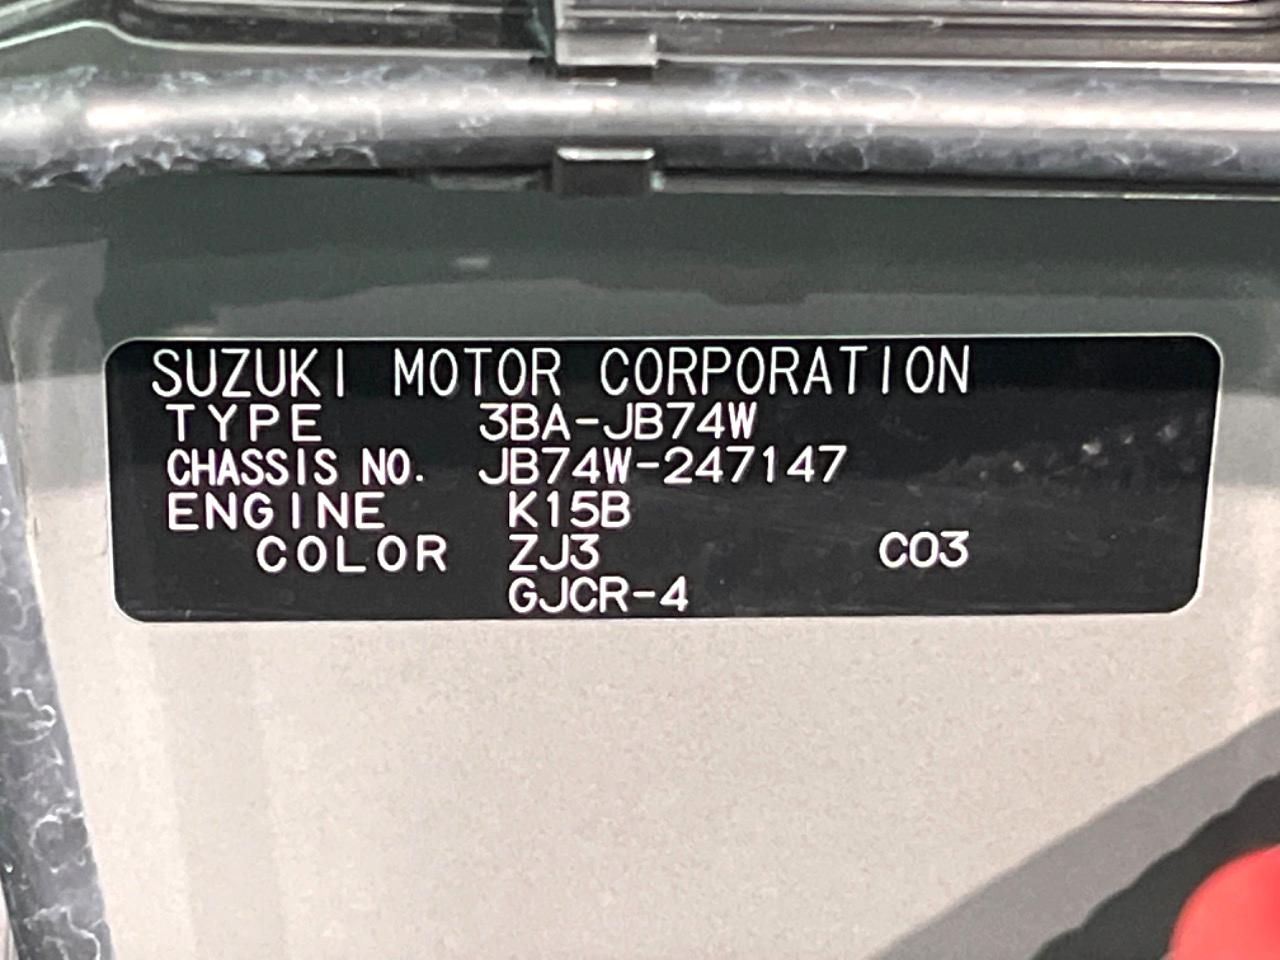 SUZUKI MOTOR CORPORATION
TYPE 3BA-JB74W
CHASSIS NO. JB74W-247147
ENGINE K15B
COLOR ZJ3 C03
GJCR-4